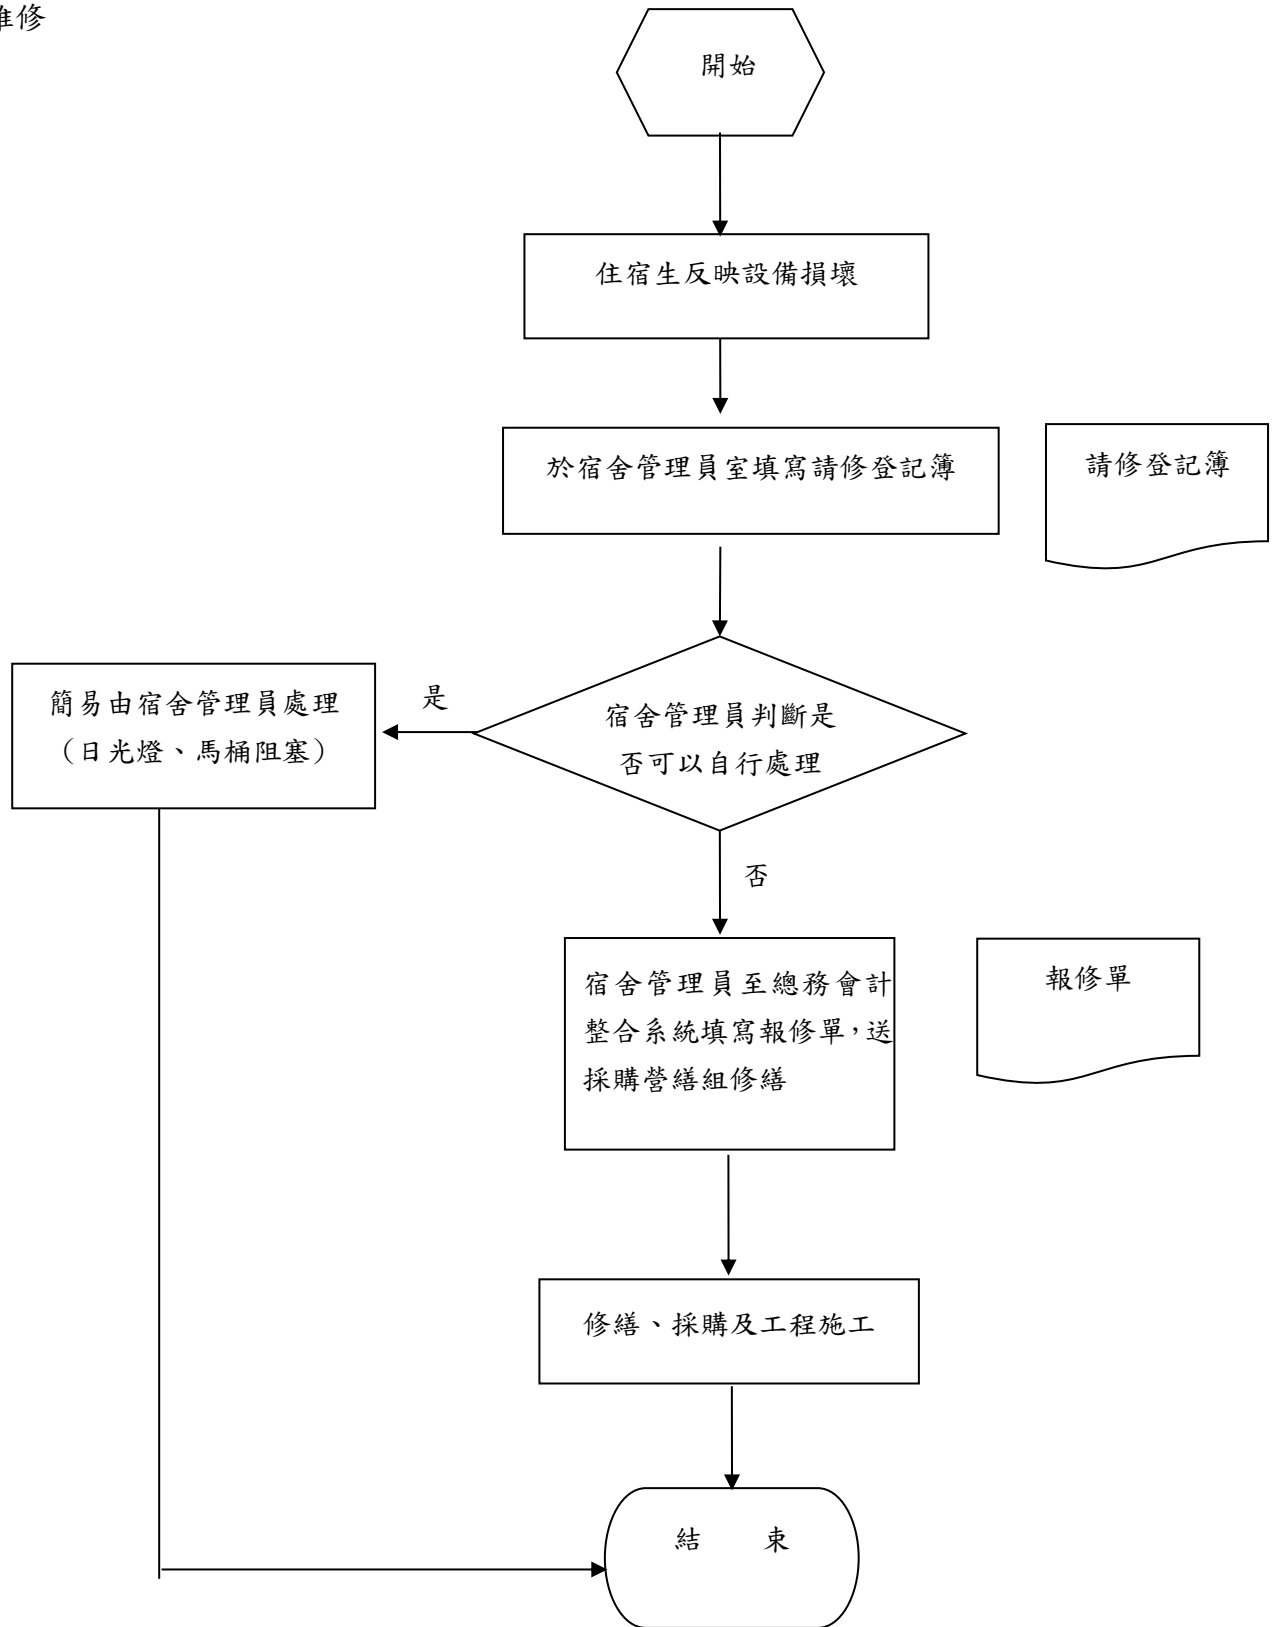 維修
開始
住宿生反映設備損壞
於宿舍管理員室填寫請修登記簿
請修登記簿
宿舍管理員判斷是
否可以自行處理
是
簡易由宿舍管理員處理
（日光燈、馬桶阻塞）
否
宿舍管理員至總務會計
整合系統填寫報修單，送
採購營繕組修繕
報修單
修繕、採購及工程施工
結　　束